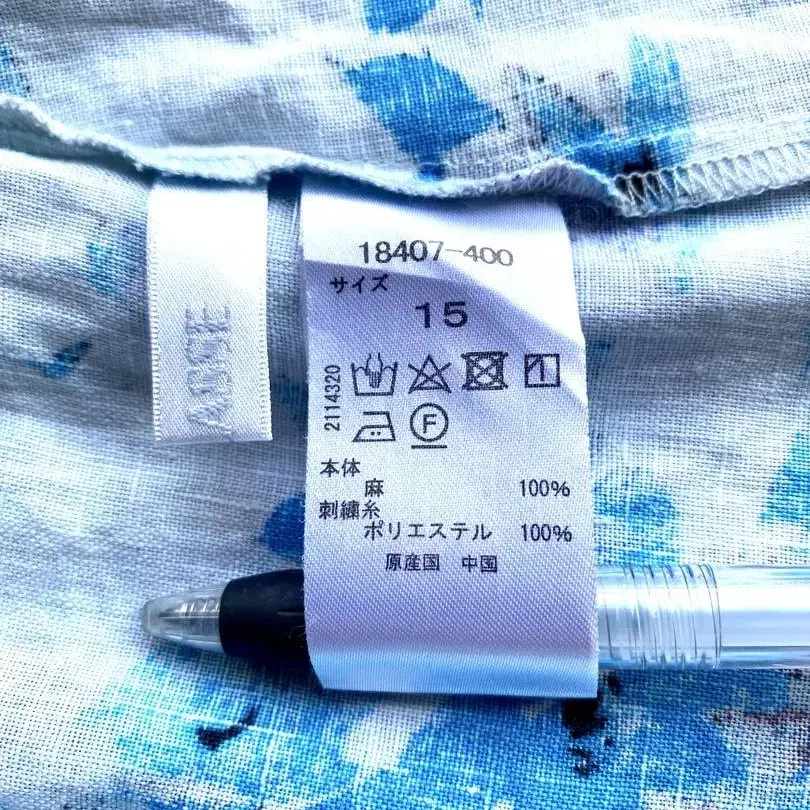 18407-400
サイズ
15
2114320
F
本体
麻 100%
刺繍糸
ポリエステル 100%
原産国 中国